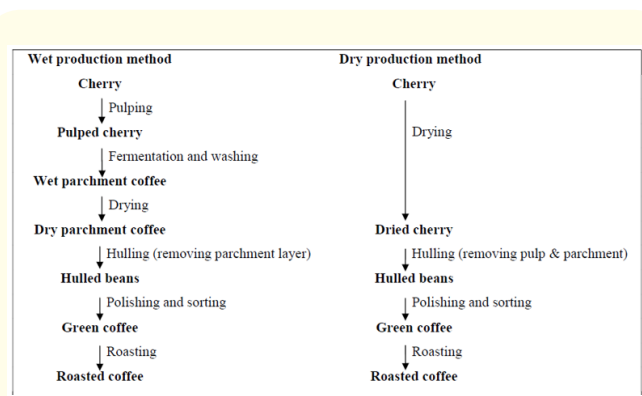 Wet production method
Cherry
Pulping
Pulped cherry
Fermentation and washing
Wet parchment coffee
Drying
Dry parchment coffee
Hulling (removing parchment layer)
Hulled beans
Polishing and sorting
Green coffee
Roasting
Roasted coffee
Dry production method
Cherry
Drying
Dried cherry
Hulling (removing pulp & parchment)
Hulled beans
Polishing and sorting
Green coffee
Roasting
Roasted coffee